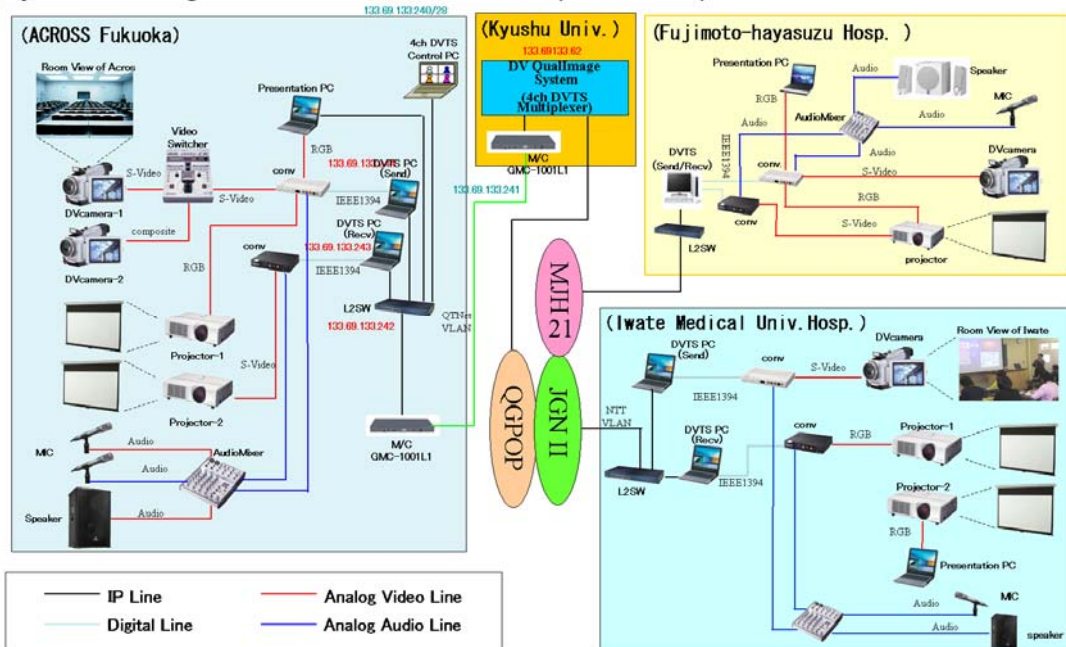 133.69.133.240/28
(ACROSS Fukuoka)
Room View of Acros
4ch DVTS
Control PC
Presentation PC
Video
Switcher
RGB
S-Video
DVcamera-1
S-Video
composite
DVcamera-2
conv
DVTS PC
(Send)
IEEE1394
DVTS PC
(Recv)
conv
133.69.133.243
IEEE1394
RGB
L2SW
133.69.133.242
Projector-1
S-Video
Projector-2
M/C
GMC-1001L1
MIC
Audio
Audio
AudioMixer
Speaker
Audio
QTNet
VLAN
133.69.133.241
(Kyushu Univ.)
133.69133.62
DV QualImage
System
(4ch DVTS
Multiplexer)
M/C
GMC-1001L1
MJH
21
QGPOP
JGN II
(Fujimoto-hayasuzu Hosp. )
Presentation PC
Audio
Speaker
RGB
MIC
Audio
AudioMixer
Audio
IEEE1394
Audio
DVTS
(Send/Recv)
conv.
DVcamera
S-Video
RGB
conv
S-Video
L2SW
projector
(Iwate Medical Univ.Hosp.)
DVTS PC
(Send)
conv
DVcamera
Room View of Iwate
S-Video
IEEE1394
NTT
VLAN
DVTS PC
(Recv)
conv
RGB
Projector-1
L2SW
IEEE1394
Projector-2
RGB
Presentation PC
MIC
Audio
Audio
speaker
IP Line
Analog Video Line
Digital Line
Analog Audio Line